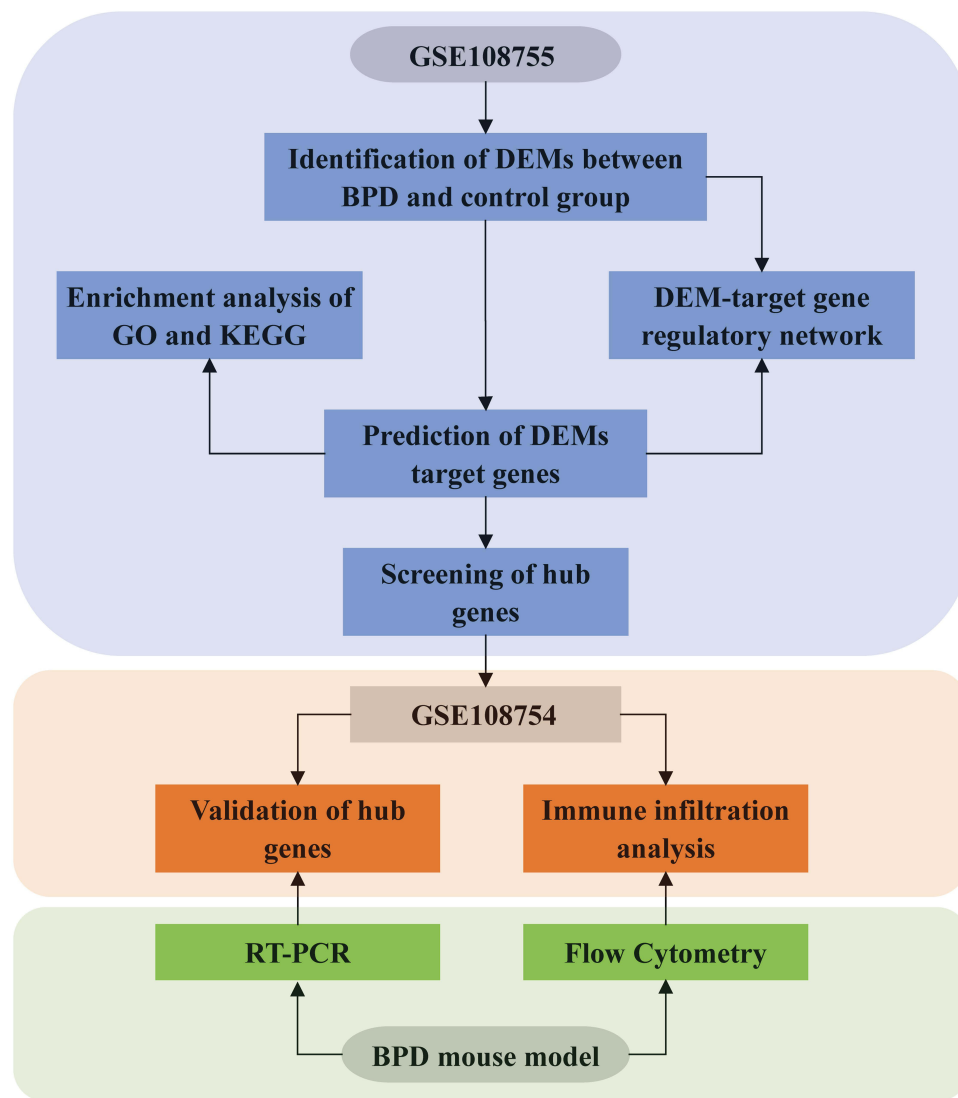 GSE108755
Identification of DEMs between
BPD and control group
Enrichment analysis of
GO and KEGG
DEM-target gene
regulatory network
Prediction of DEMs
target genes
Screening of hub
genes
GSE108754
Validation of hub
genes
Immune infiltration
analysis
RT-PCR
Flow Cytometry
BPD mouse model